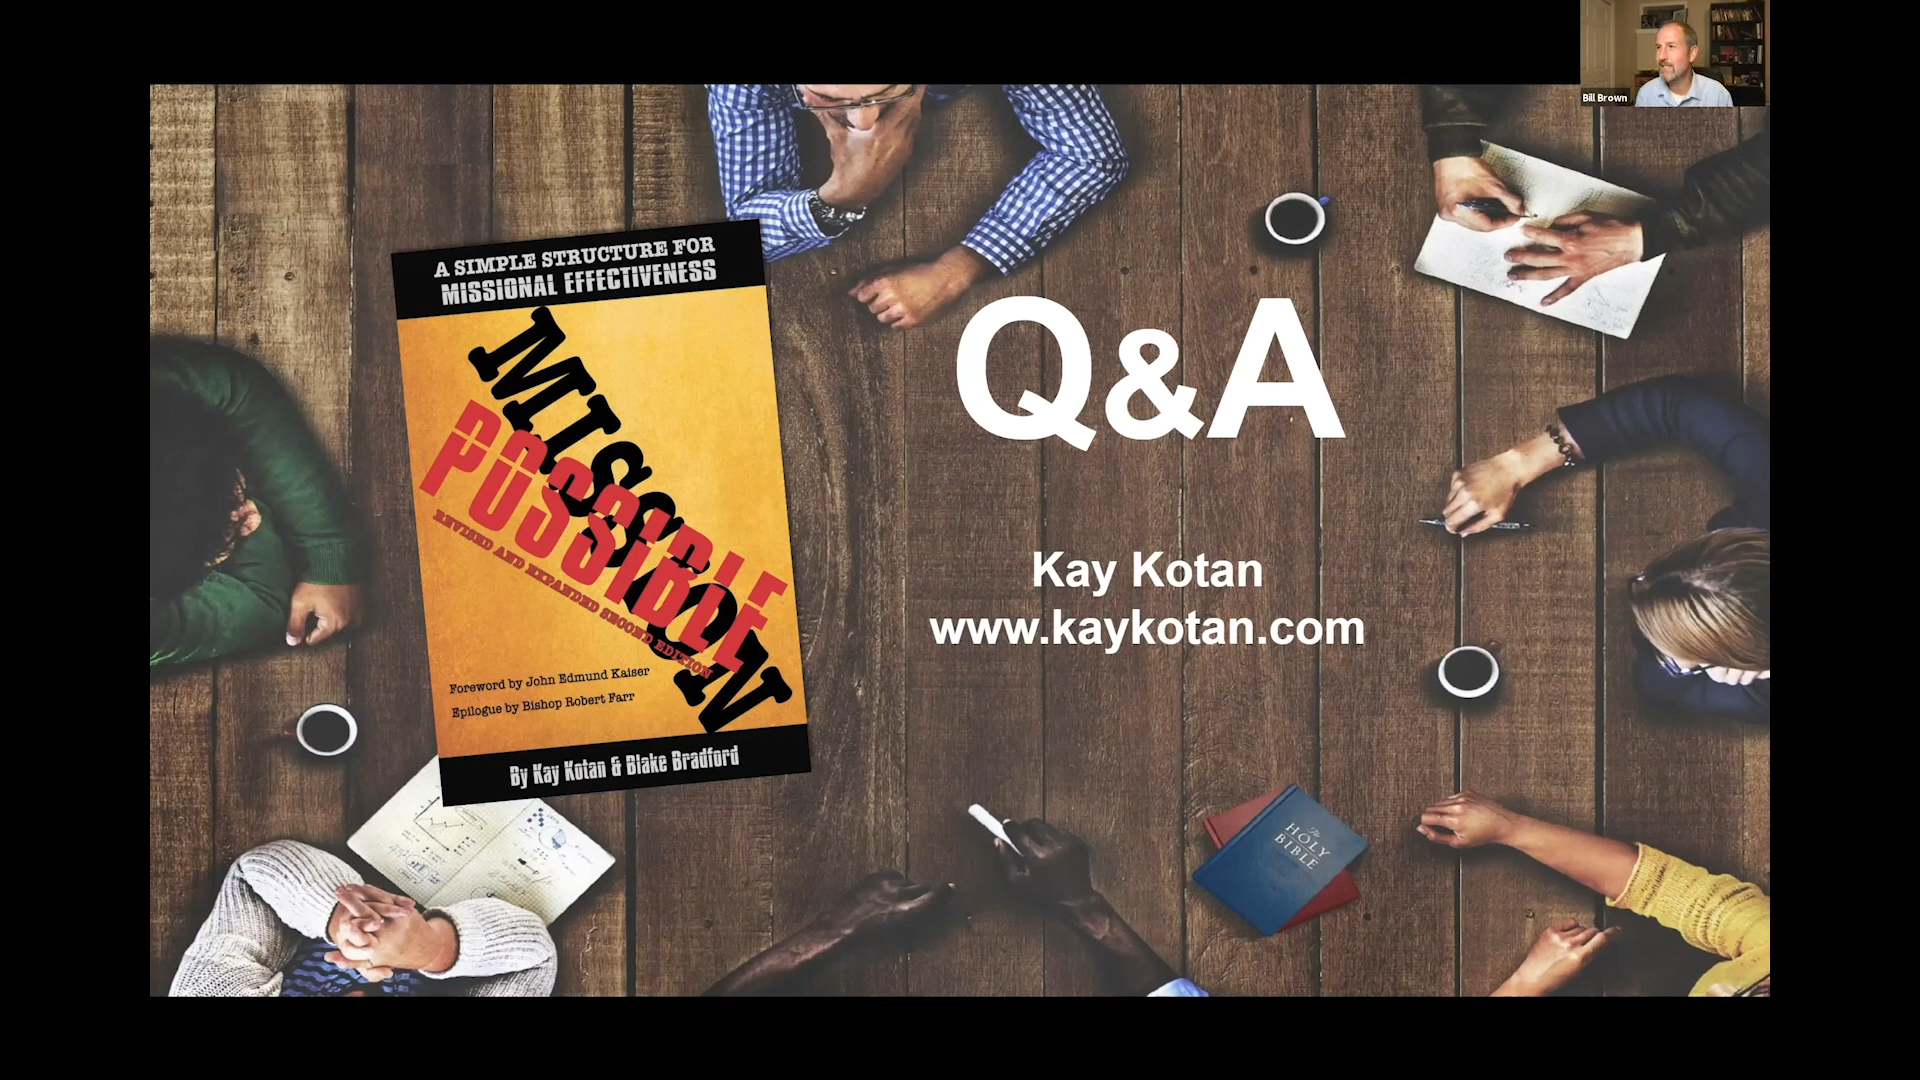 Bill Brown
A SIMPLE STRUCTURE FOR
MISSIONAL EFFECTIVENESS
MISSION
POSSIBLE
REVISED AND EXPANDED SECOND EDITION
Foreword by John Edmund Kaiser
Epilogue by Bishop Robert Farr
By Kay Kotan & Blake Bradford
Q&A
Kay Kotan
www.kaykotan.com
The
HOLY
BIBLE